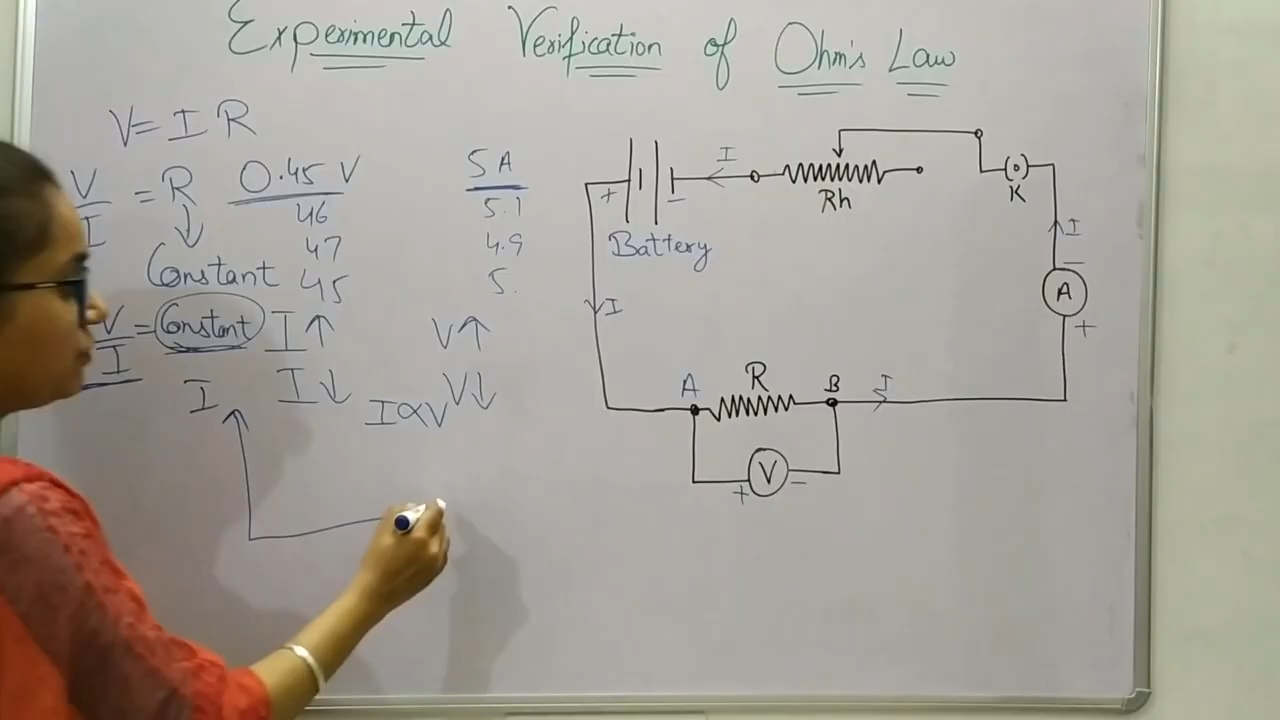 Experimental Verification of Ohm's Law
V = I R
V/I = R
0.45 V 5 A
46 5.1
47 4.9
45 5.
Constant
V/I = Constant
I↑ V↑
I↓ V↓
I∝V
I
I
+ −
Battery
Rh
K
I
I
A
−
+
A R B
I
V
+ −